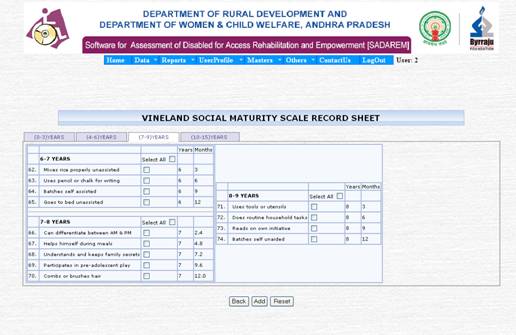 DEPARTMENT OF RURAL DEVELOPMENT AND
DEPARTMENT OF WOMEN & CHILD WELFARE, ANDHRA PRADESH
Software for Assessment of Disabled for Access Rehabilitation and Empowerment [SADAREM]
Byrraju
Home Data Reports UserProfile Masters Others ContactUs LogOut User: 2
VINELAND SOCIAL MATURITY SCALE RECORD SHEET
(0-3)YEARS (4-6)YEARS (7-9)YEARS (10-15)YEARS
Years Months
6-7 YEARS Select All
62. Mixes rice properly unassisted 6 3
63. Uses pencil or chalk for writing 6 6
64. Bathes self assisted 6 9
65. Goes to bed unassisted 6 12
7-8 YEARS Select All
66. Can differentiate between AM & PM 7 2.4
67. Helps himself during meals 7 4.8
68. Understands and keeps family secrets 7 7.2
69. Participates in pre-adolescent play 7 9.6
70. Combs or brushes hair 7 12.0
Years Months
8-9 YEARS Select All
71. Uses tools or utensils 8 3
72. Does routine household tasks 8 6
73. Reads on own initiative 8 9
74. Bathes self unaided 8 12
Back Add Reset